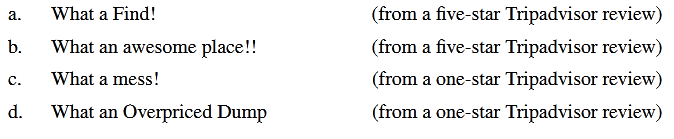 a. What a Find! (from a five-star Tripadvisor review)
b. What an awesome place!! (from a five-star Tripadvisor review)
c. What a mess! (from a one-star Tripadvisor review)
d. What an Overpriced Dump (from a one-star Tripadvisor review)